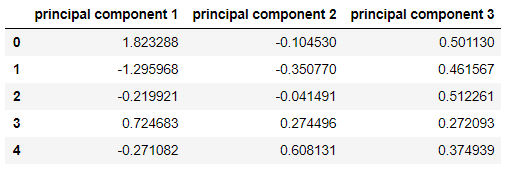 principal component 1 principal component 2 principal component 3
0 1.823288 -0.104530 0.501130
1 -1.295968 -0.350770 0.461567
2 -0.219921 -0.041491 0.512261
3 0.724683 0.274496 0.272093
4 -0.271082 0.608131 0.374939